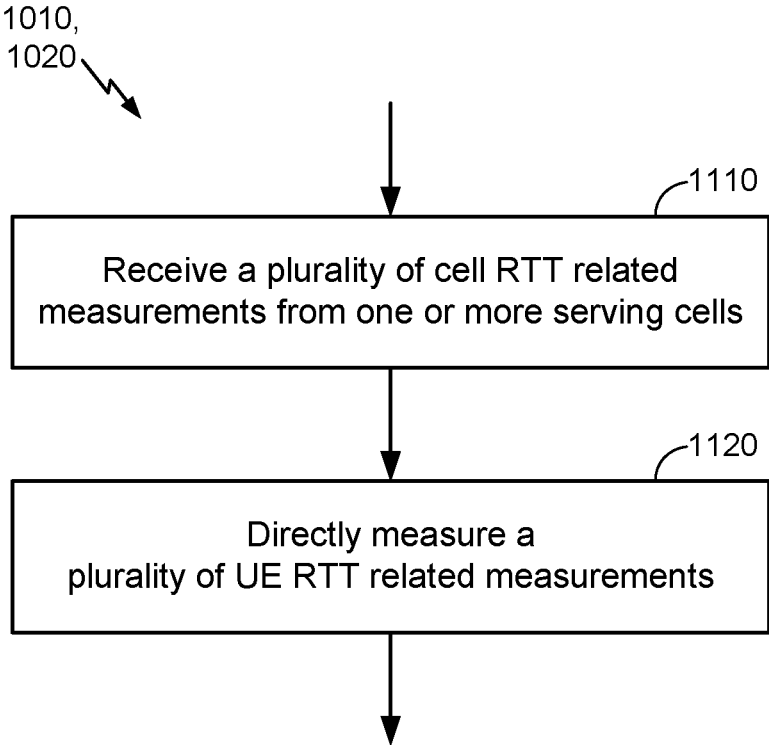 1010,
1020
1110
Receive a plurality of cell RTT related
measurements from one or more serving cells
1120
Directly measure a
plurality of UE RTT related measurements